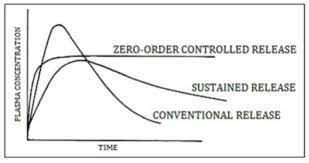 PLASMA CONCENTRATION
ZERO-ORDER CONTROLLED RELEASE
SUSTAINED RELEASE
CONVENTIONAL RELEASE
TIME